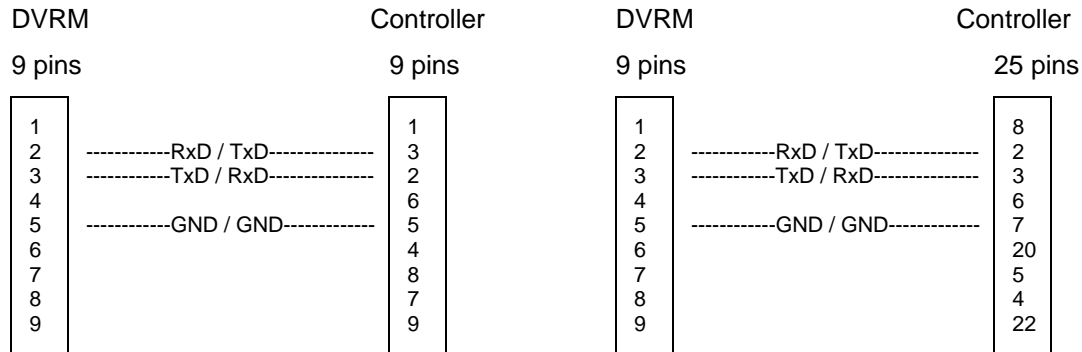 DVRM Controller DVRM Controller
9 pins 9 pins 9 pins 25 pins
1 1 1 8
2 ------------RxD / TxD--------------- 3 2 ------------RxD / TxD--------------- 2
3 ------------TxD / RxD--------------- 2 3 ------------TxD / RxD--------------- 3
4 6 4 6
5 ------------GND / GND------------- 5 5 ------------GND / GND------------- 7
6 4 6 20
7 8 7 5
8 7 8 4
9 9 9 22